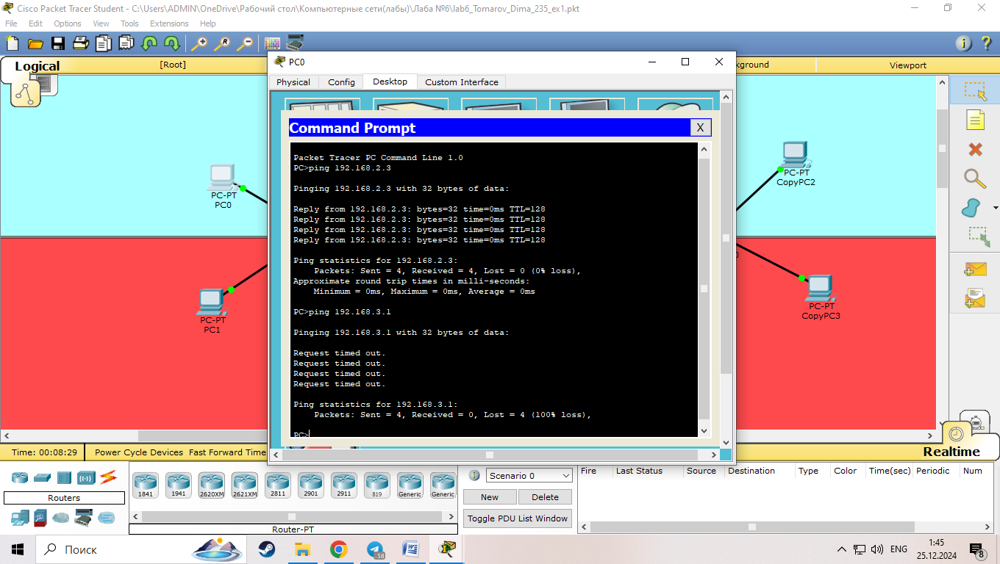 Cisco Packet Tracer Student - C:\Users\ADMIN\OneDrive\Рабочий стол\Компьютерные сети(лабы)\Лаба №6\lab6_Tomarov_Dima_235_ex1.pkt
File Edit Options View Tools Extensions Help
Logical
[Root]
kground
Viewport
PC0
Physical Config Desktop Custom Interface
Command Prompt
X
Packet Tracer PC Command Line 1.0
PC>ping 192.168.2.3
Pinging 192.168.2.3 with 32 bytes of data:
Reply from 192.168.2.3: bytes=32 time=0ms TTL=128
Reply from 192.168.2.3: bytes=32 time=0ms TTL=128
Reply from 192.168.2.3: bytes=32 time=0ms TTL=128
Reply from 192.168.2.3: bytes=32 time=0ms TTL=128
Ping statistics for 192.168.2.3:
Packets: Sent = 4, Received = 4, Lost = 0 (0% loss),
Approximate round trip times in milli-seconds:
Minimum = 0ms, Maximum = 0ms, Average = 0ms
PC>ping 192.168.3.1
Pinging 192.168.3.1 with 32 bytes of data:
Request timed out.
Request timed out.
Request timed out.
Request timed out.
Ping statistics for 192.168.3.1:
Packets: Sent = 4, Received = 0, Lost = 4 (100% loss),
PC>
PC-PT
PC0
PC-PT
PC1
PC-PT
CopyPC2
PC-PT
CopyPC3
Time: 00:08:29
Power Cycle Devices Fast Forward Time
Realtime
Routers
1841 1941 2620XM 2621XM 2811 2901 2911 819 Generic Generic
Router-PT
Scenario 0
New Delete
Toggle PDU List Window
Fire Last Status Source Destination Type Color Time(sec) Periodic Num
Поиск
58
ENG
1:45
25.12.2024
8